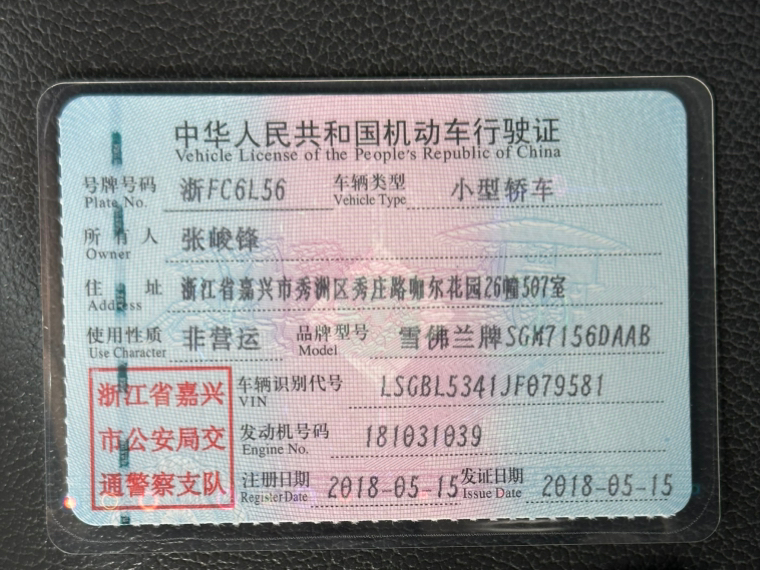 中华人民共和国机动车行驶证
Vehicle License of the People's Republic of China
号牌号码 浙FC6L56 车辆类型 小型轿车
Plate No. Vehicle Type
所有人 张峻锋
Owner
住址 浙江省嘉兴市秀洲区秀庄路咖尔花园26幢507室
Address
使用性质 非营运 品牌型号 雪佛兰牌SGM7156DAAB
Use Character Model
浙江省嘉兴
市公安局交
通警察支队
车辆识别代号 LSGBL5341JF079581
VIN
发动机号码 181031039
Engine No.
注册日期 2018-05-15 发证日期 2018-05-15
Register Date Issue Date